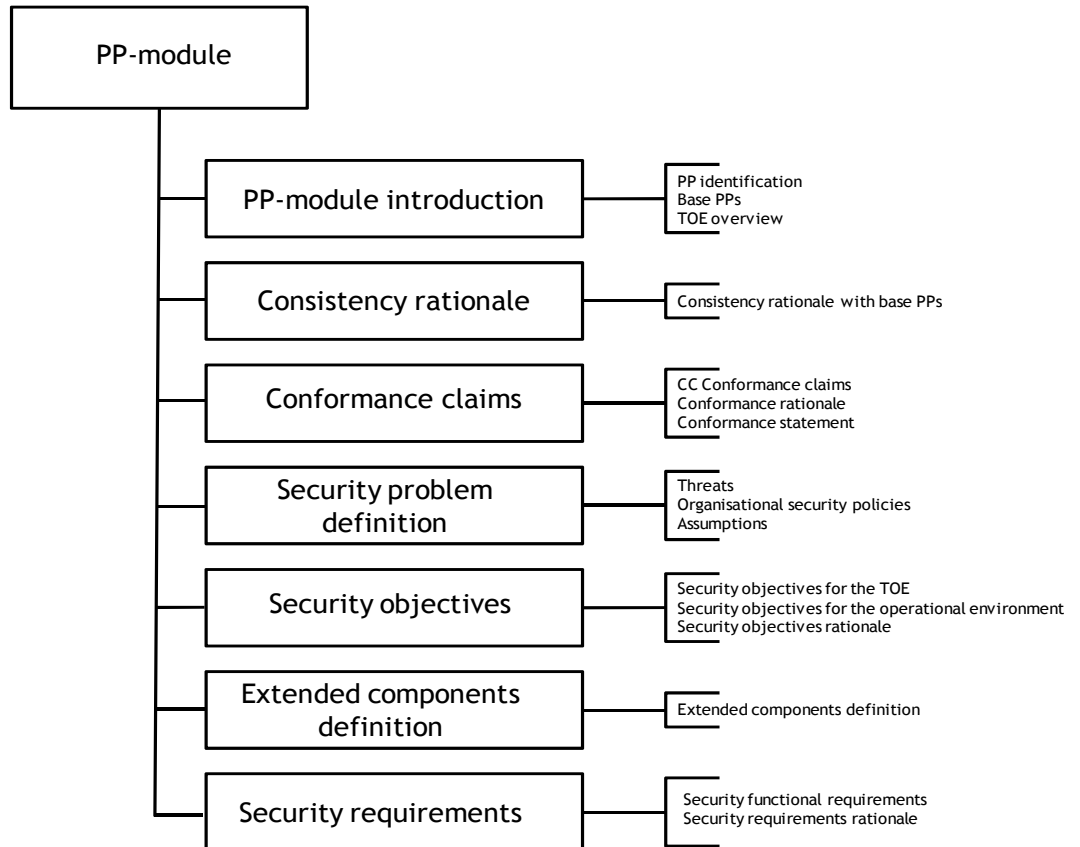 PP-module
PP-module introduction
PP identification
Base PPs
TOE overview
Consistency rationale
Consistency rationale with base PPs
Conformance claims
CC Conformance claims
Conformance rationale
Conformance statement
Security problem
definition
Threats
Organisational security policies
Assumptions
Security objectives
Security objectives for the TOE
Security objectives for the operational environment
Security objectives rationale
Extended components
definition
Extended components definition
Security requirements
Security functional requirements
Security requirements rationale